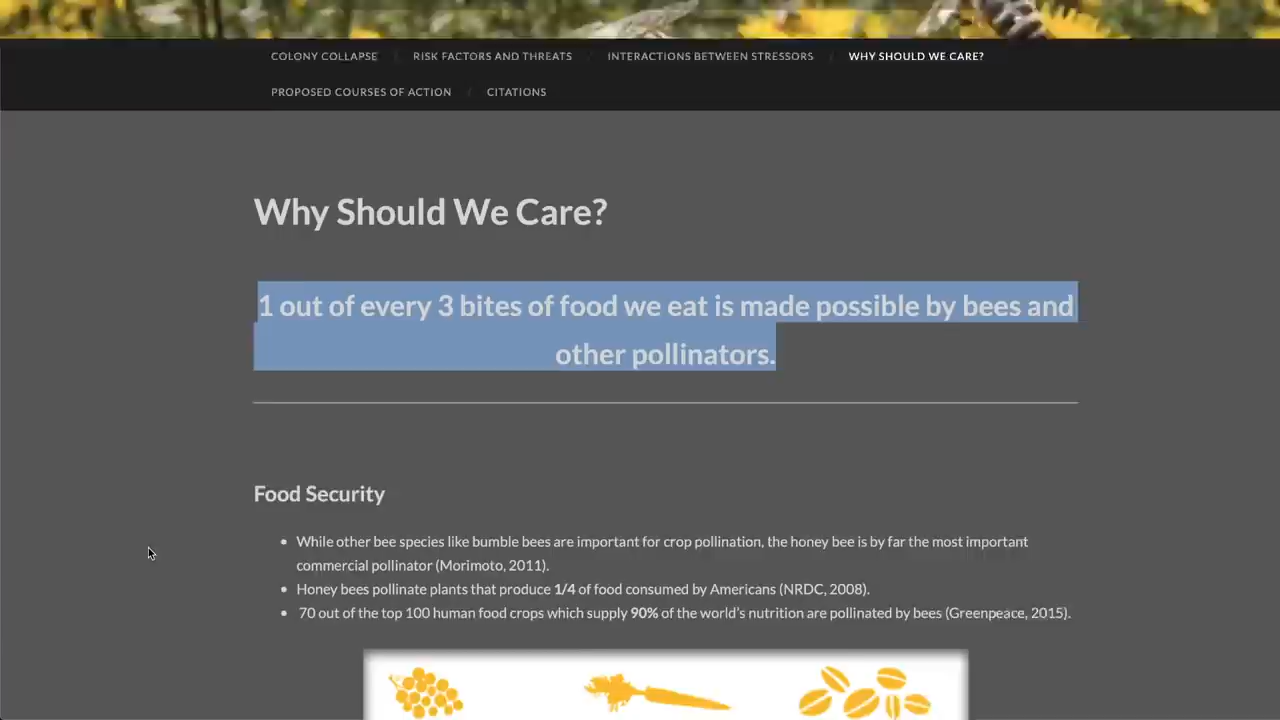 COLONY COLLAPSE / RISK FACTORS AND THREATS / INTERACTIONS BETWEEN STRESSORS / WHY SHOULD WE CARE?
PROPOSED COURSES OF ACTION / CITATIONS
Why Should We Care?
1 out of every 3 bites of food we eat is made possible by bees and
other pollinators.
Food Security
• While other bee species like bumble bees are important for crop pollination, the honey bee is by far the most important
commercial pollinator (Morimoto, 2011).
• Honey bees pollinate plants that produce 1/4 of food consumed by Americans (NRDC, 2008).
• 70 out of the top 100 human food crops which supply 90% of the world's nutrition are pollinated by bees (Greenpeace, 2015).